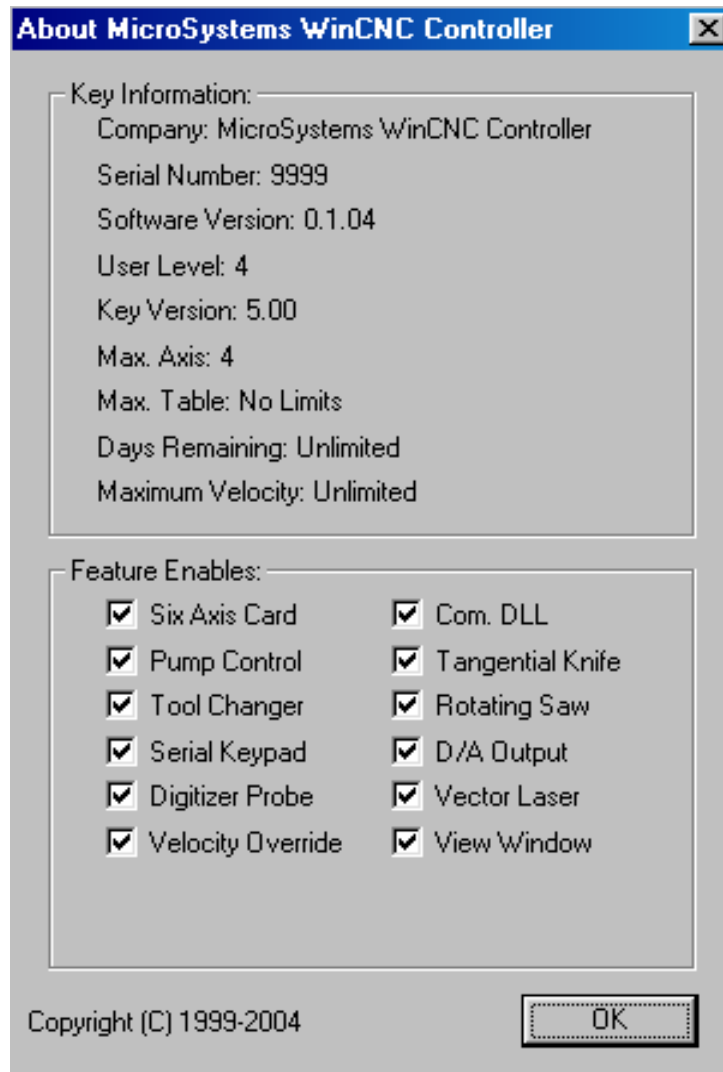 About MicroSystems WinCNC Controller
Key Information:
Company: MicroSystems WinCNC Controller
Serial Number: 9999
Software Version: 0.1.04
User Level: 4
Key Version: 5.00
Max. Axis: 4
Max. Table: No Limits
Days Remaining: Unlimited
Maximum Velocity: Unlimited
Feature Enables:
Six Axis Card
Pump Control
Tool Changer
Serial Keypad
Digitizer Probe
Velocity Override
Com. DLL
Tangential Knife
Rotating Saw
D/A Output
Vector Laser
View Window
Copyright (C) 1999-2004
OK